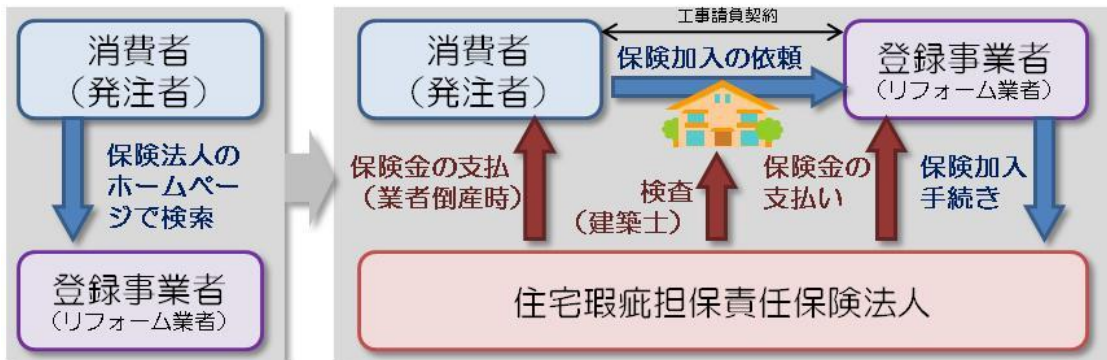 消費者
（発注者）
保険法人の
ホームペー
ジで検索
登録事業者
（リフォーム業者）
工事請負契約
消費者
（発注者）
保険加入の依頼
登録事業者
（リフォーム業者）
保険金の支払
（業者倒産時）
検査
（建築士）
保険金の
支払い
保険加入
手続き
住宅瑕疵担保責任保険法人